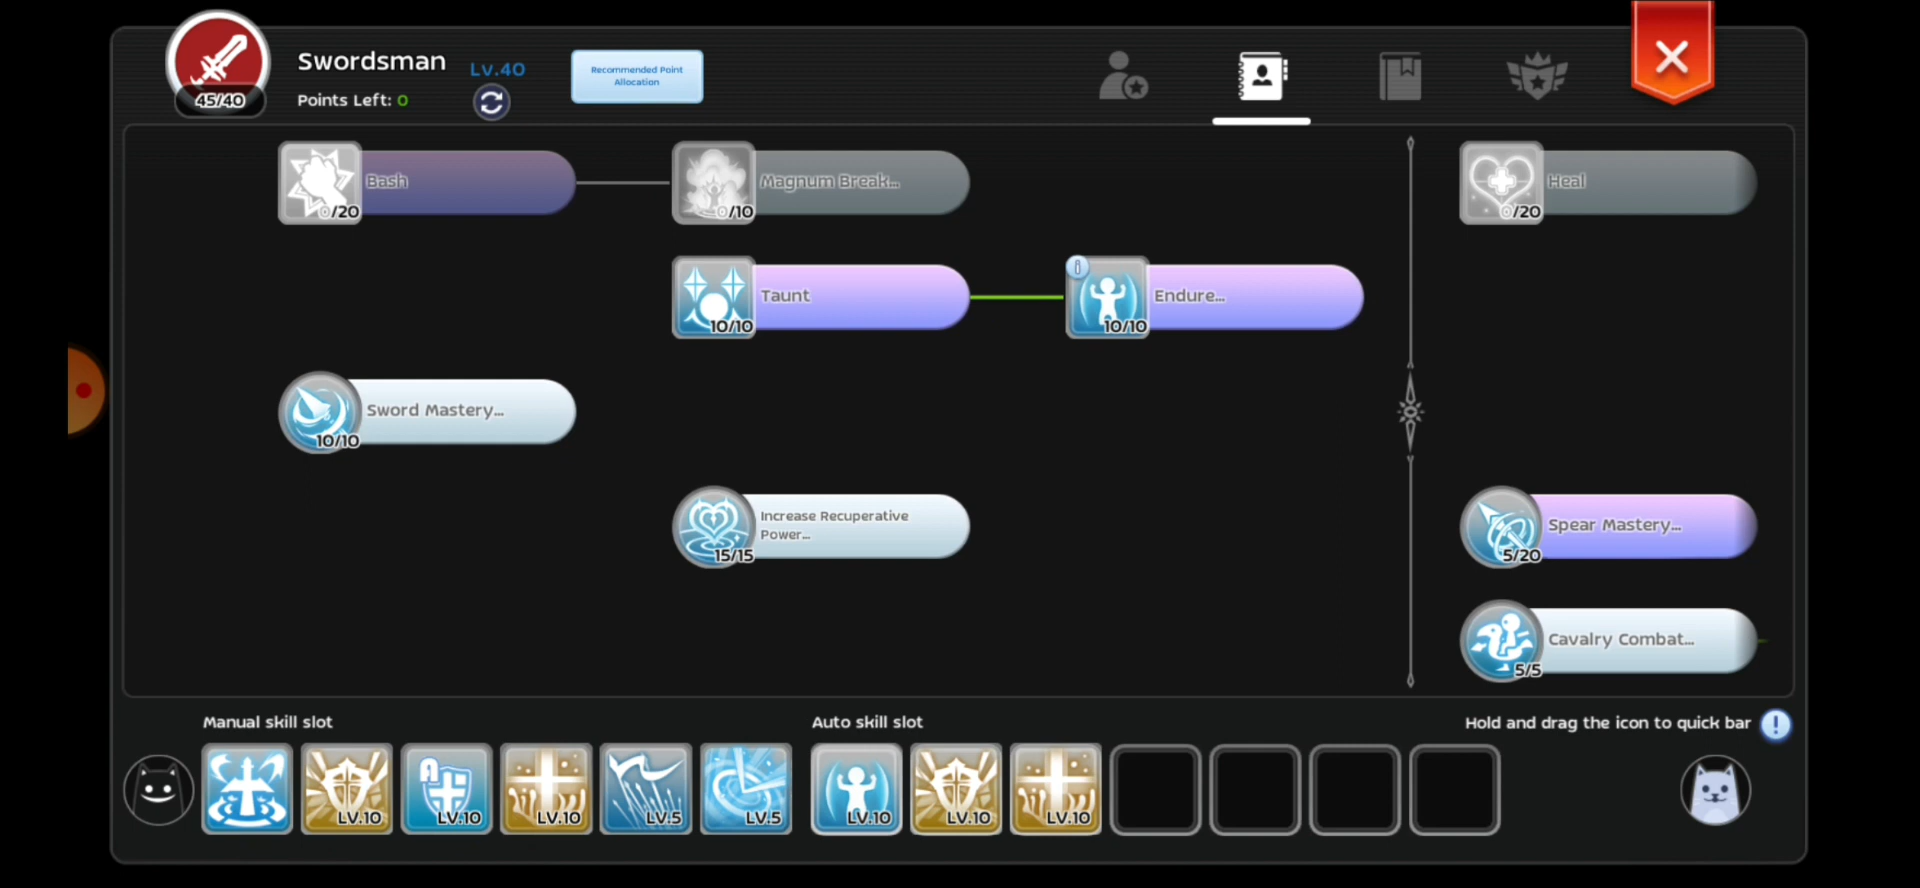 Swordsman
Lv.40
45/40
Points Left: 0
Recommended Point
Allocation
Bash
0/20
Magnum Break...
0/10
Heal
0/20
Taunt
10/10
Endure...
10/10
Sword Mastery...
10/10
Increase Recuperative
Power...
15/15
Spear Mastery...
5/20
Cavalry Combat...
5/5
Manual skill slot
Auto skill slot
Hold and drag the icon to quick bar
LV.10
A
LV.10
LV.10
LV.5
LV.5
LV.10
LV.10
LV.10